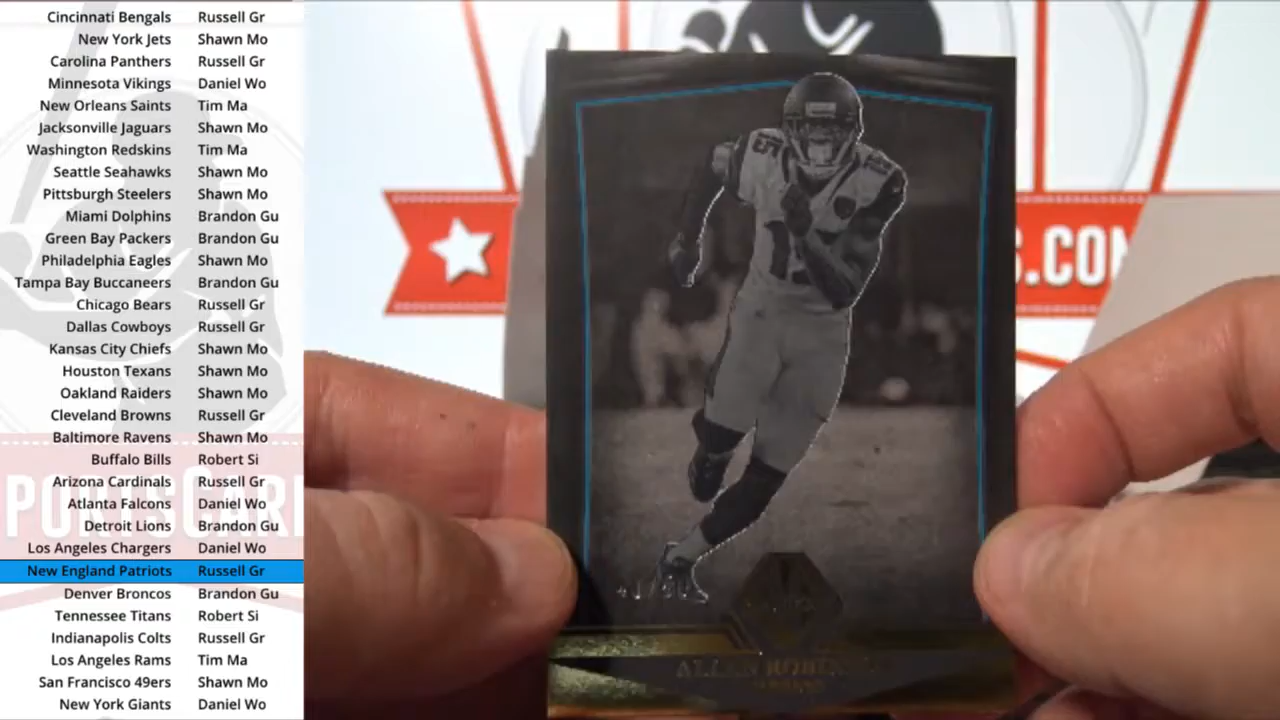 Cincinnati Bengals Russell Gr
New York Jets Shawn Mo
Carolina Panthers Russell Gr
Minnesota Vikings Daniel Wo
New Orleans Saints Tim Ma
Jacksonville Jaguars Shawn Mo
Washington Redskins Tim Ma
Seattle Seahawks Shawn Mo
Pittsburgh Steelers Shawn Mo
Miami Dolphins Brandon Gu
Green Bay Packers Brandon Gu
Philadelphia Eagles Shawn Mo
Tampa Bay Buccaneers Brandon Gu
Chicago Bears Russell Gr
Dallas Cowboys Russell Gr
Kansas City Chiefs Shawn Mo
Houston Texans Shawn Mo
Oakland Raiders Shawn Mo
Cleveland Browns Russell Gr
Baltimore Ravens Shawn Mo
Buffalo Bills Robert Si
Arizona Cardinals Russell Gr
Atlanta Falcons Daniel Wo
Detroit Lions Brandon Gu
Los Angeles Chargers Daniel Wo
New England Patriots Russell Gr
Denver Broncos Brandon Gu
Tennessee Titans Robert Si
Indianapolis Colts Russell Gr
Los Angeles Rams Tim Ma
San Francisco 49ers Shawn Mo
New York Giants Daniel Wo
PORTSCAR
S.COM
15
15
ALLEN